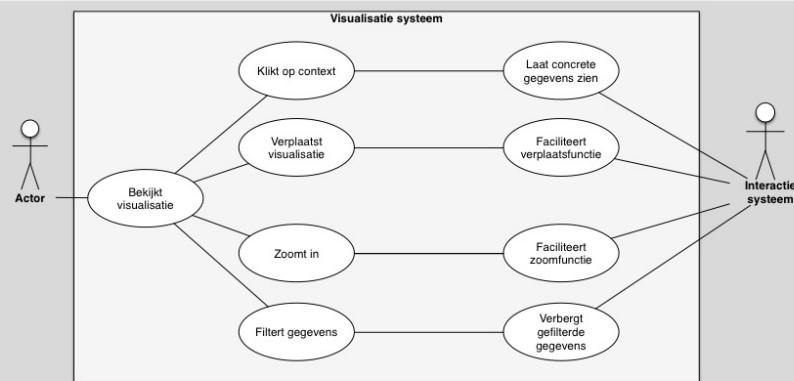 Visualisatie systeem
Klikt op context
Laat concrete
gegevens zien
Verplaatst
visualisatie
Faciliteert
verplaatsfunctie
Actor
Bekijkt
visualisatie
Interactie
systeem
Zoomt in
Faciliteert
zoomfunctie
Filtert gegevens
Verbergt
gefilterde
gegevens